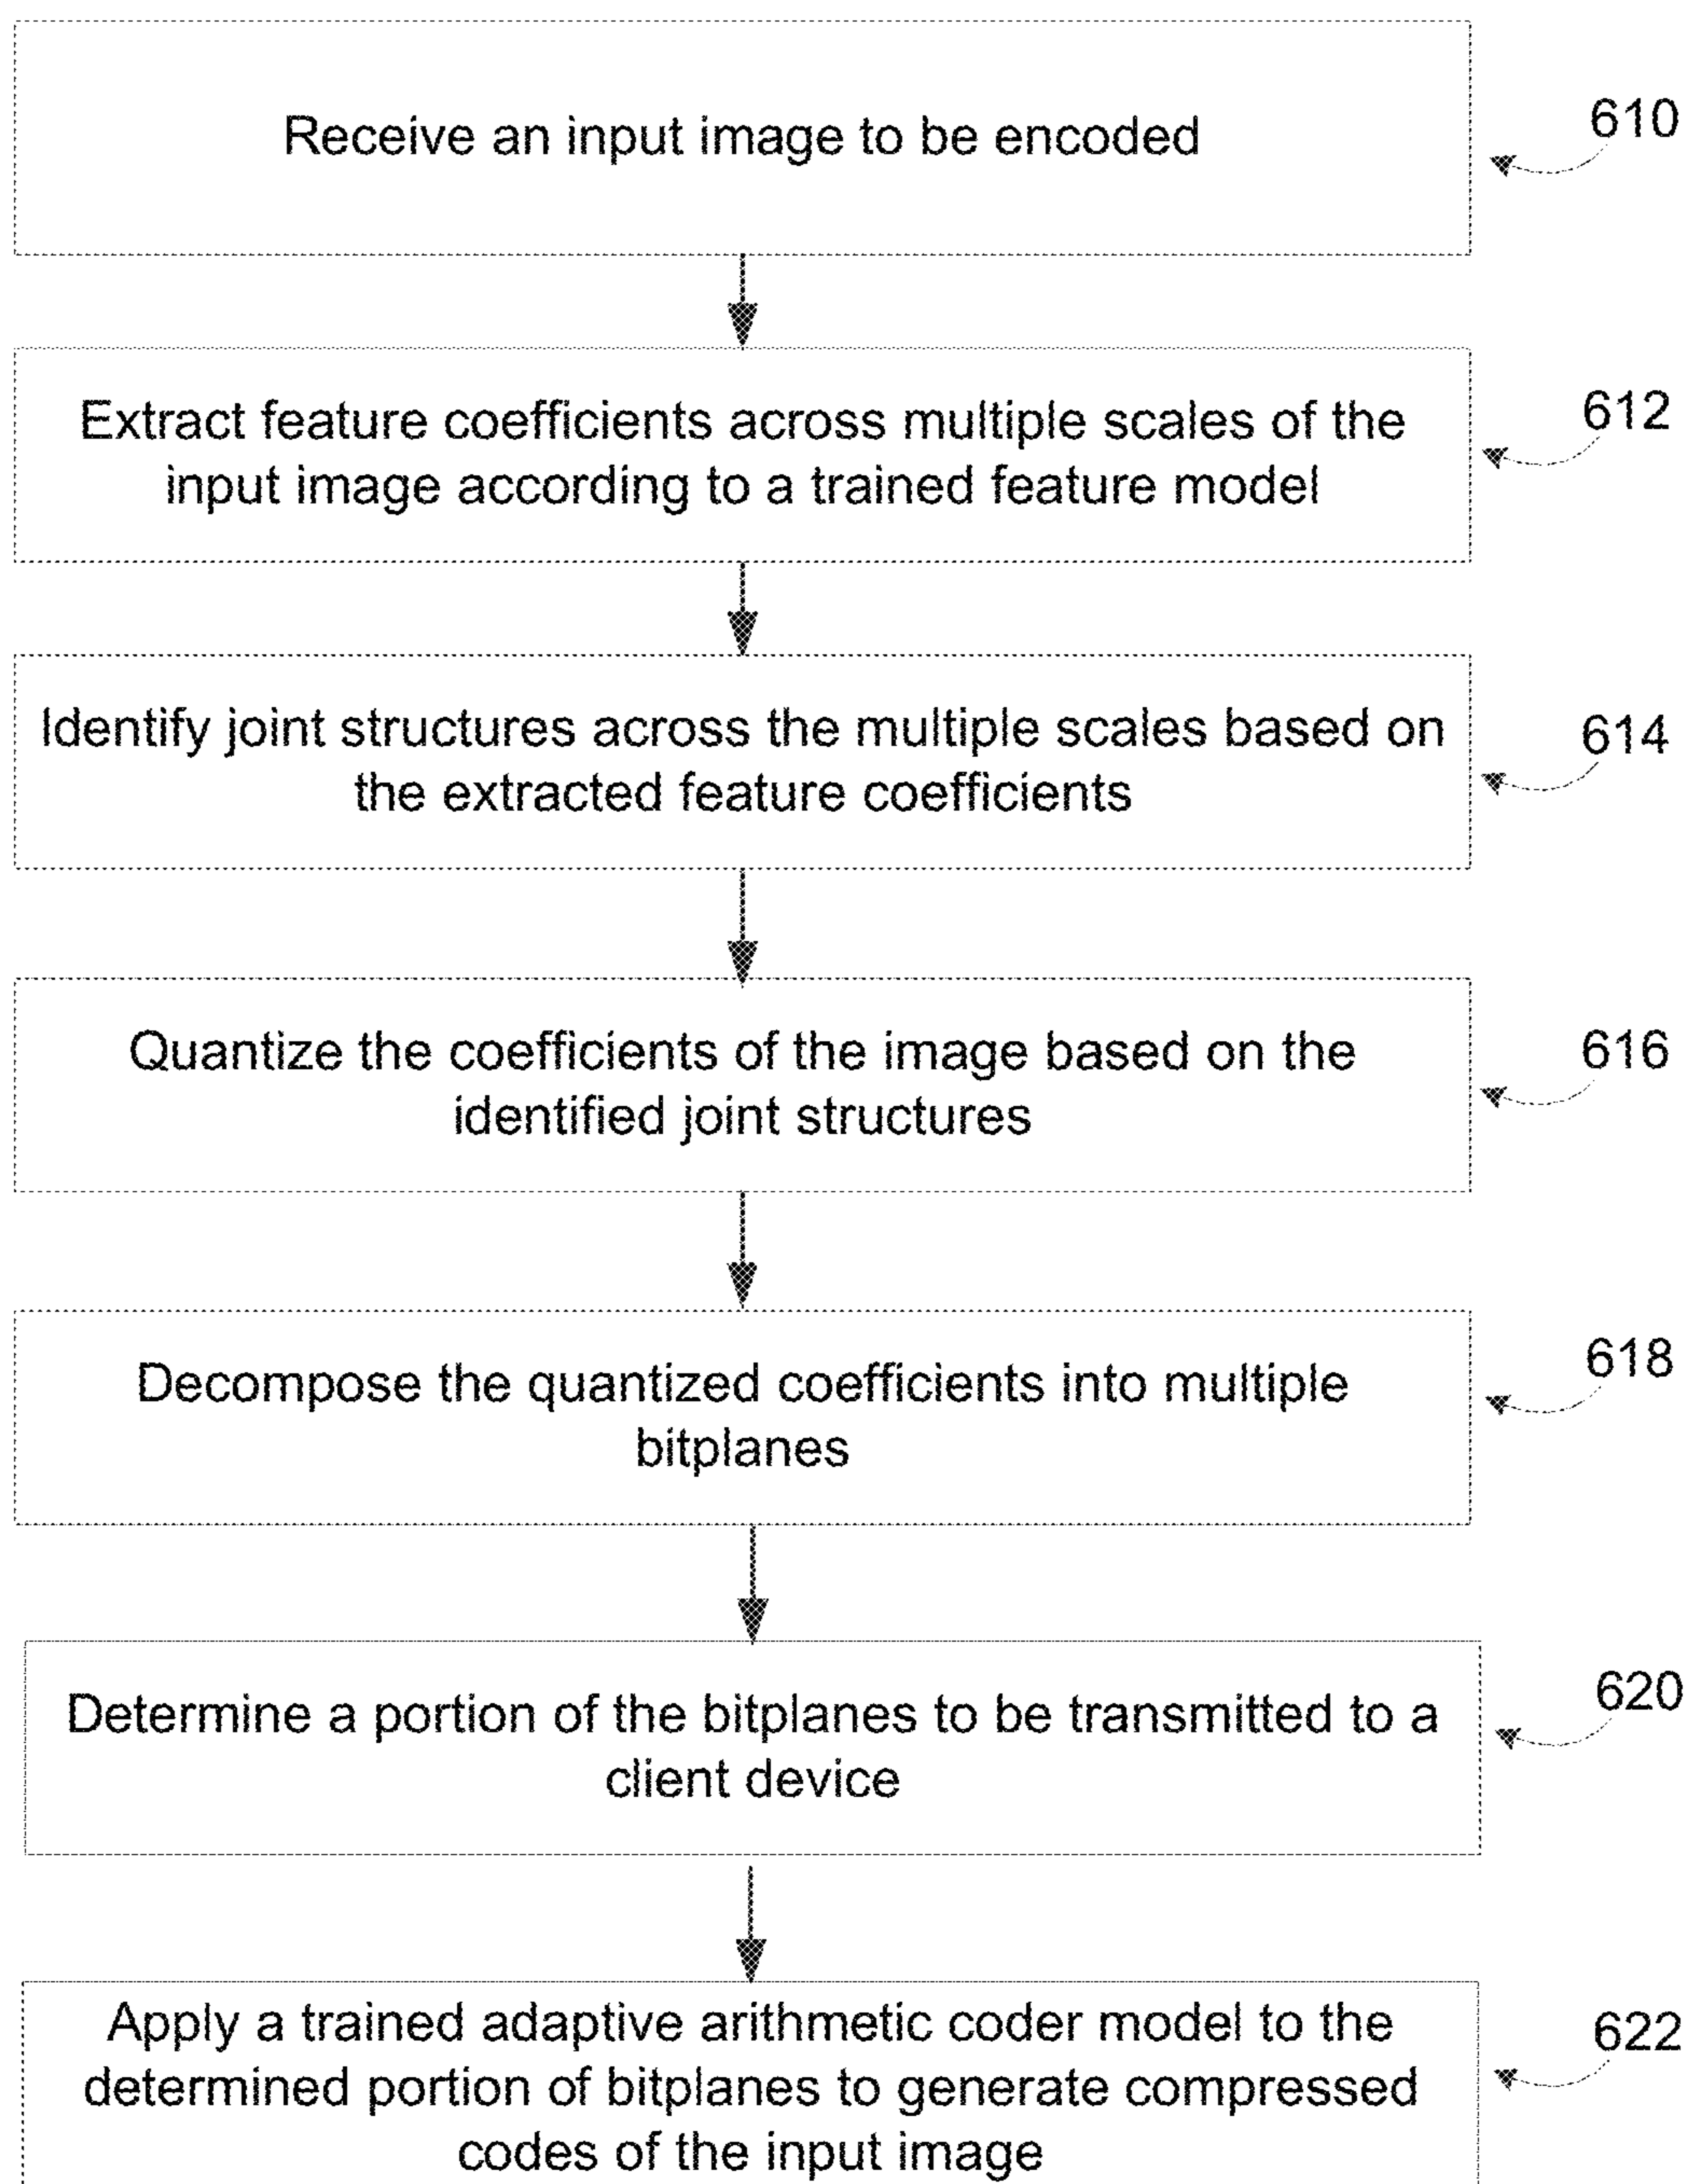 Receive an input image to be encoded
610
Extract feature coefficients across multiple scales of the
input image according to a trained feature model
612
Identify joint structures across the multiple scales based on
the extracted feature coefficients
614
Quantize the coefficients of the image based on the
identified joint structures
616
Decompose the quantized coefficients into multiple
bitplanes
618
Determine a portion of the bitplanes to be transmitted to a
client device
620
Apply a trained adaptive arithmetic coder model to the
determined portion of bitplanes to generate compressed
codes of the input image
622